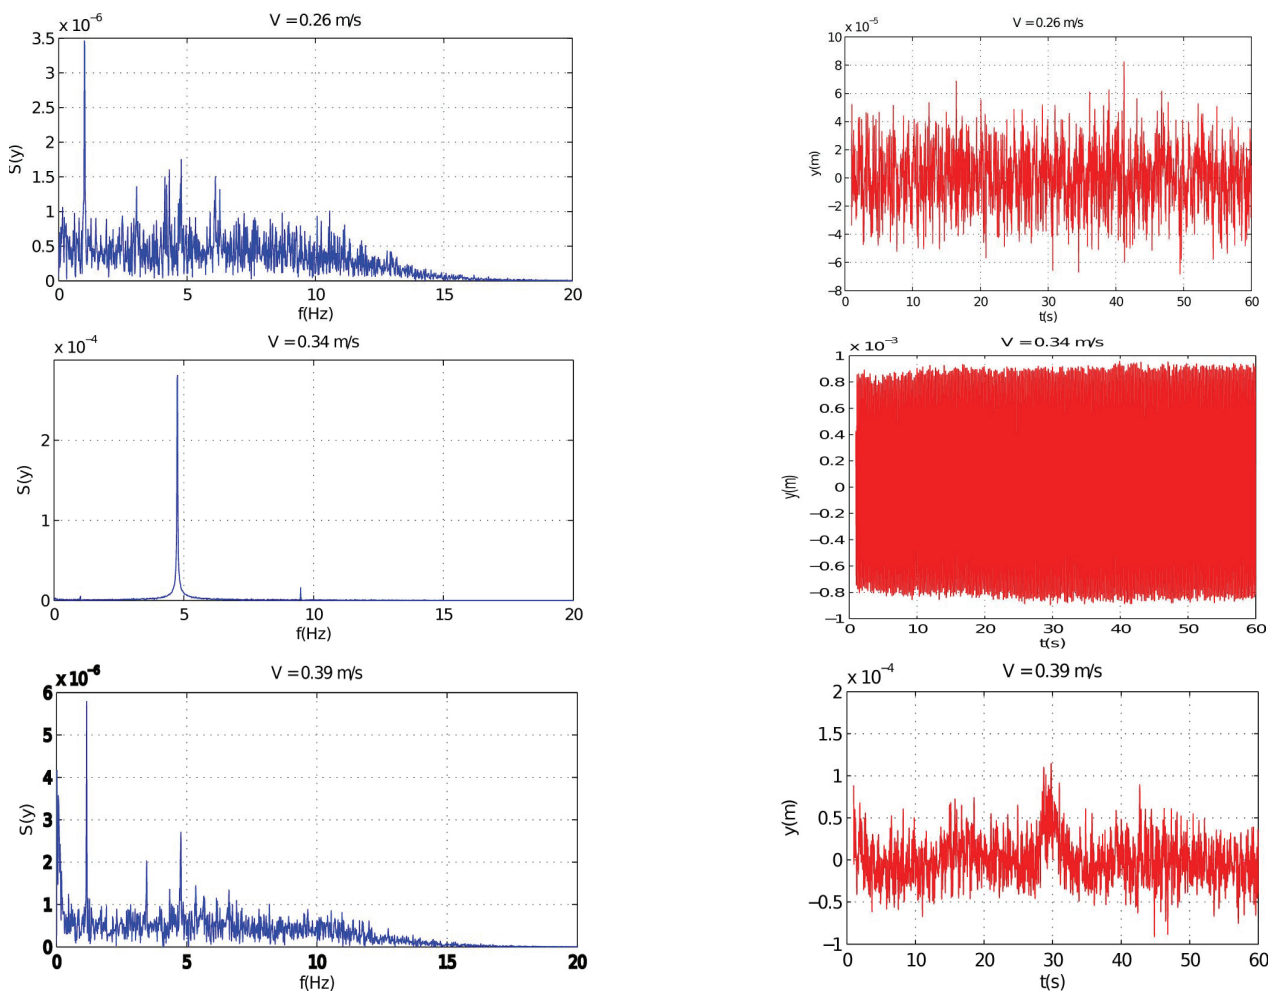 V = 0.26 m/s
x 10⁻⁶
3.5
3
2.5
2
1.5
1
0.5
0
S(y)
0 5 10 15 20
f(Hz)
V = 0.26 m/s
x 10⁻⁵
10
8
6
4
2
0
−2
−4
−6
−8
y(m)
0 10 20 30 40 50 60
t(s)
V = 0.34 m/s
x 10⁻⁴
2
1
0
S(y)
0 5 10 15 20
f(Hz)
V = 0.34 m/s
x 10⁻³
1
0.8
0.6
0.4
0.2
0
−0.2
−0.4
−0.6
−0.8
−1
y(m)
0 10 20 30 40 50 60
t(s)
V = 0.39 m/s
x 10⁻⁶
6
5
4
3
2
1
0
S(y)
0 5 10 15 20
f(Hz)
V = 0.39 m/s
x 10⁻⁴
2
1.5
1
0.5
0
−0.5
−1
y(m)
0 10 20 30 40 50 60
t(s)